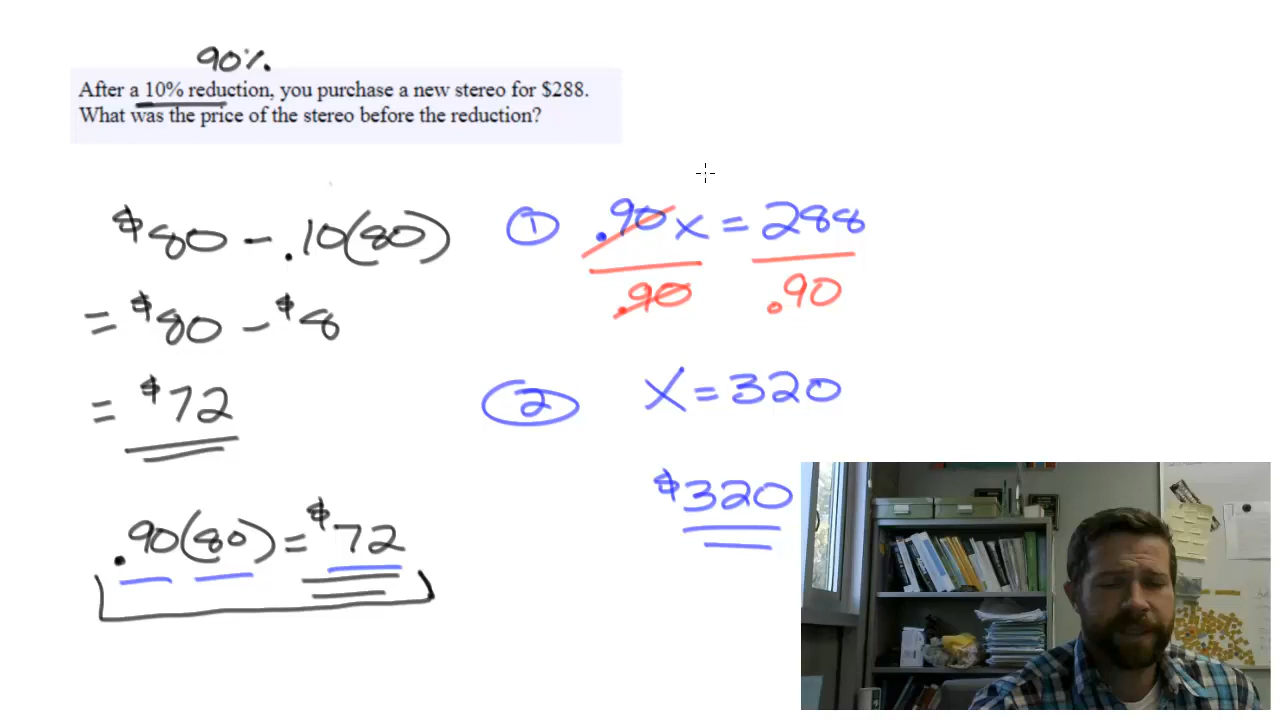 90%
After a 10% reduction, you purchase a new stereo for $288.
What was the price of the stereo before the reduction?
$80 - .10(80)
= $80 - $8
= $72
.90(80) = $72
① .90x = 288
.90 .90
② x = 320
$320